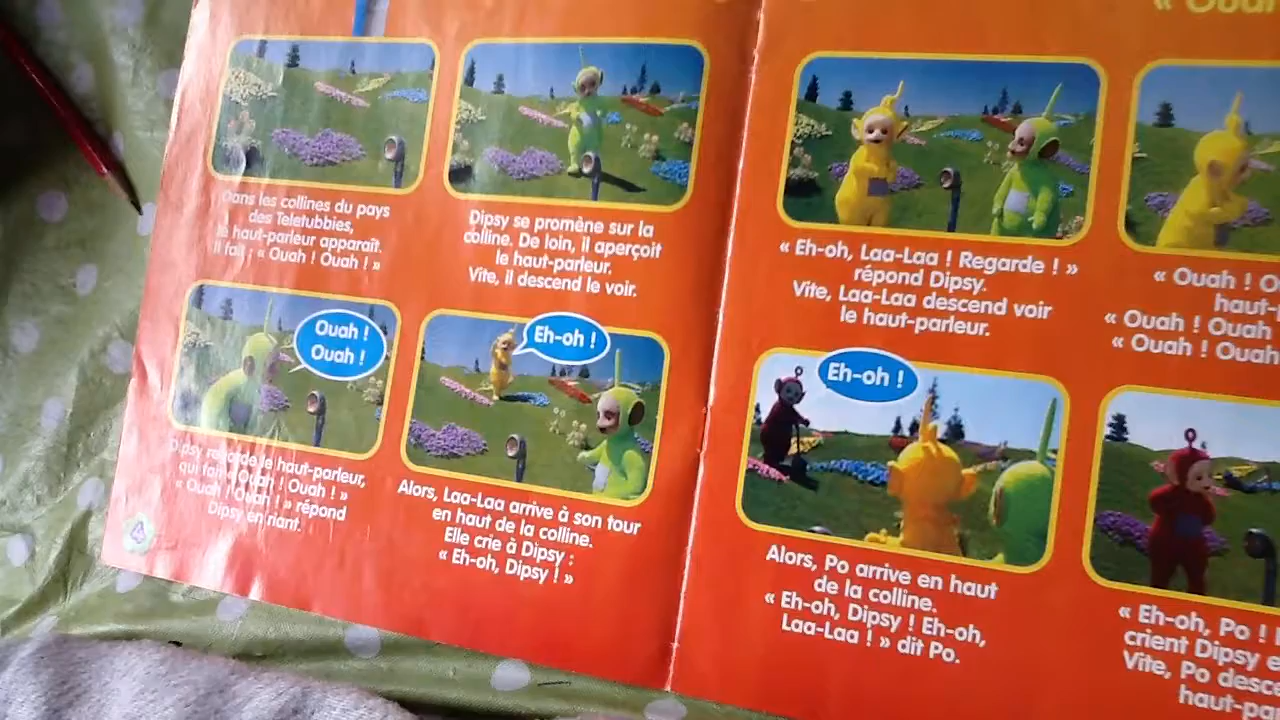 « Ouah
Dans les collines du pays
des Teletubbies,
le haut-parleur apparaît.
Il fait : « Ouah ! Ouah ! »
Dipsy se promène sur la
colline. De loin, il aperçoit
le haut-parleur.
Vite, il descend le voir.
Ouah !
Ouah !
Dipsy regarde le haut-parleur,
qui fait « Ouah ! Ouah ! »
« Ouah ! Ouah ! » répond
Dipsy en riant.
Eh-oh !
Alors, Laa-Laa arrive à son tour
en haut de la colline.
Elle crie à Dipsy :
« Eh-oh, Dipsy ! »
« Eh-oh, Laa-Laa ! Regarde ! »
répond Dipsy.
Vite, Laa-Laa descend voir
le haut-parleur.
« Ouah ! O
haut-
« Ouah ! Ouah
« Ouah ! Ouah
Eh-oh !
Alors, Po arrive en haut
de la colline.
« Eh-oh, Dipsy ! Eh-oh,
Laa-Laa ! » dit Po.
« Eh-oh, Po !
crient Dipsy e
Vite, Po desce
haut-pa